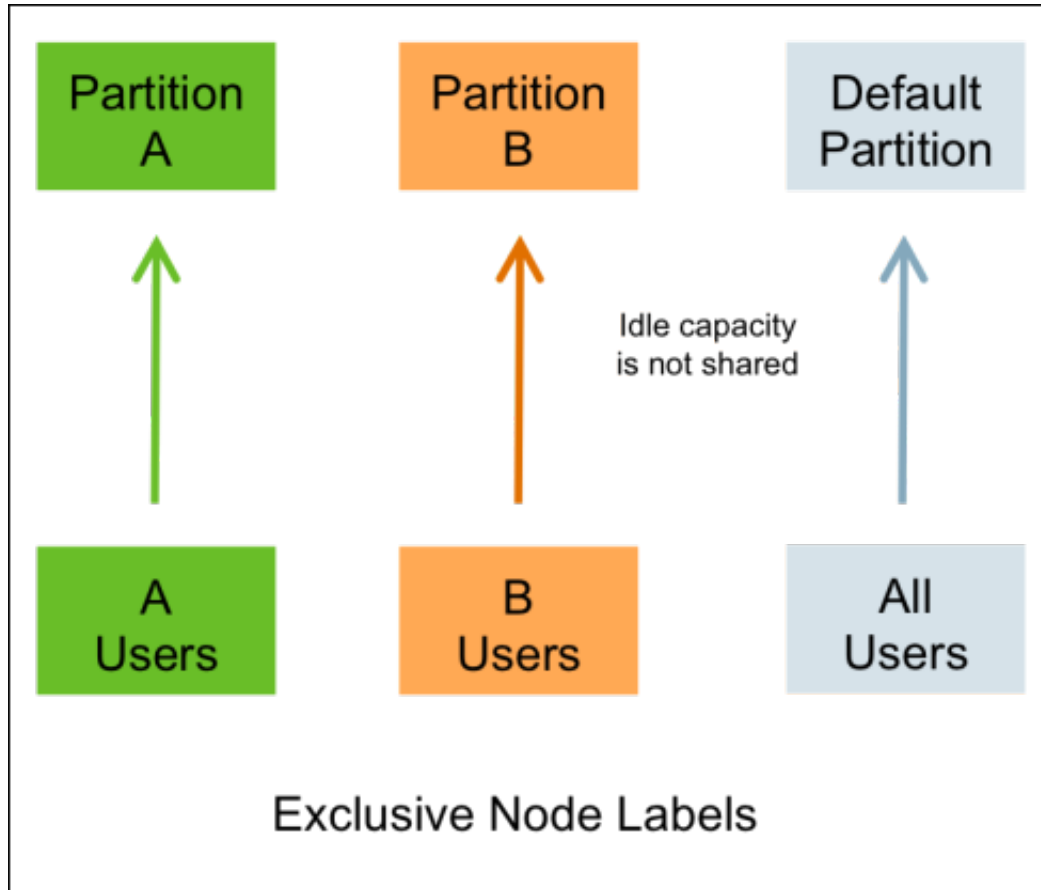 Partition
A
Partition
B
Default
Partition
Idle capacity
is not shared
A
Users
B
Users
All
Users
Exclusive Node Labels